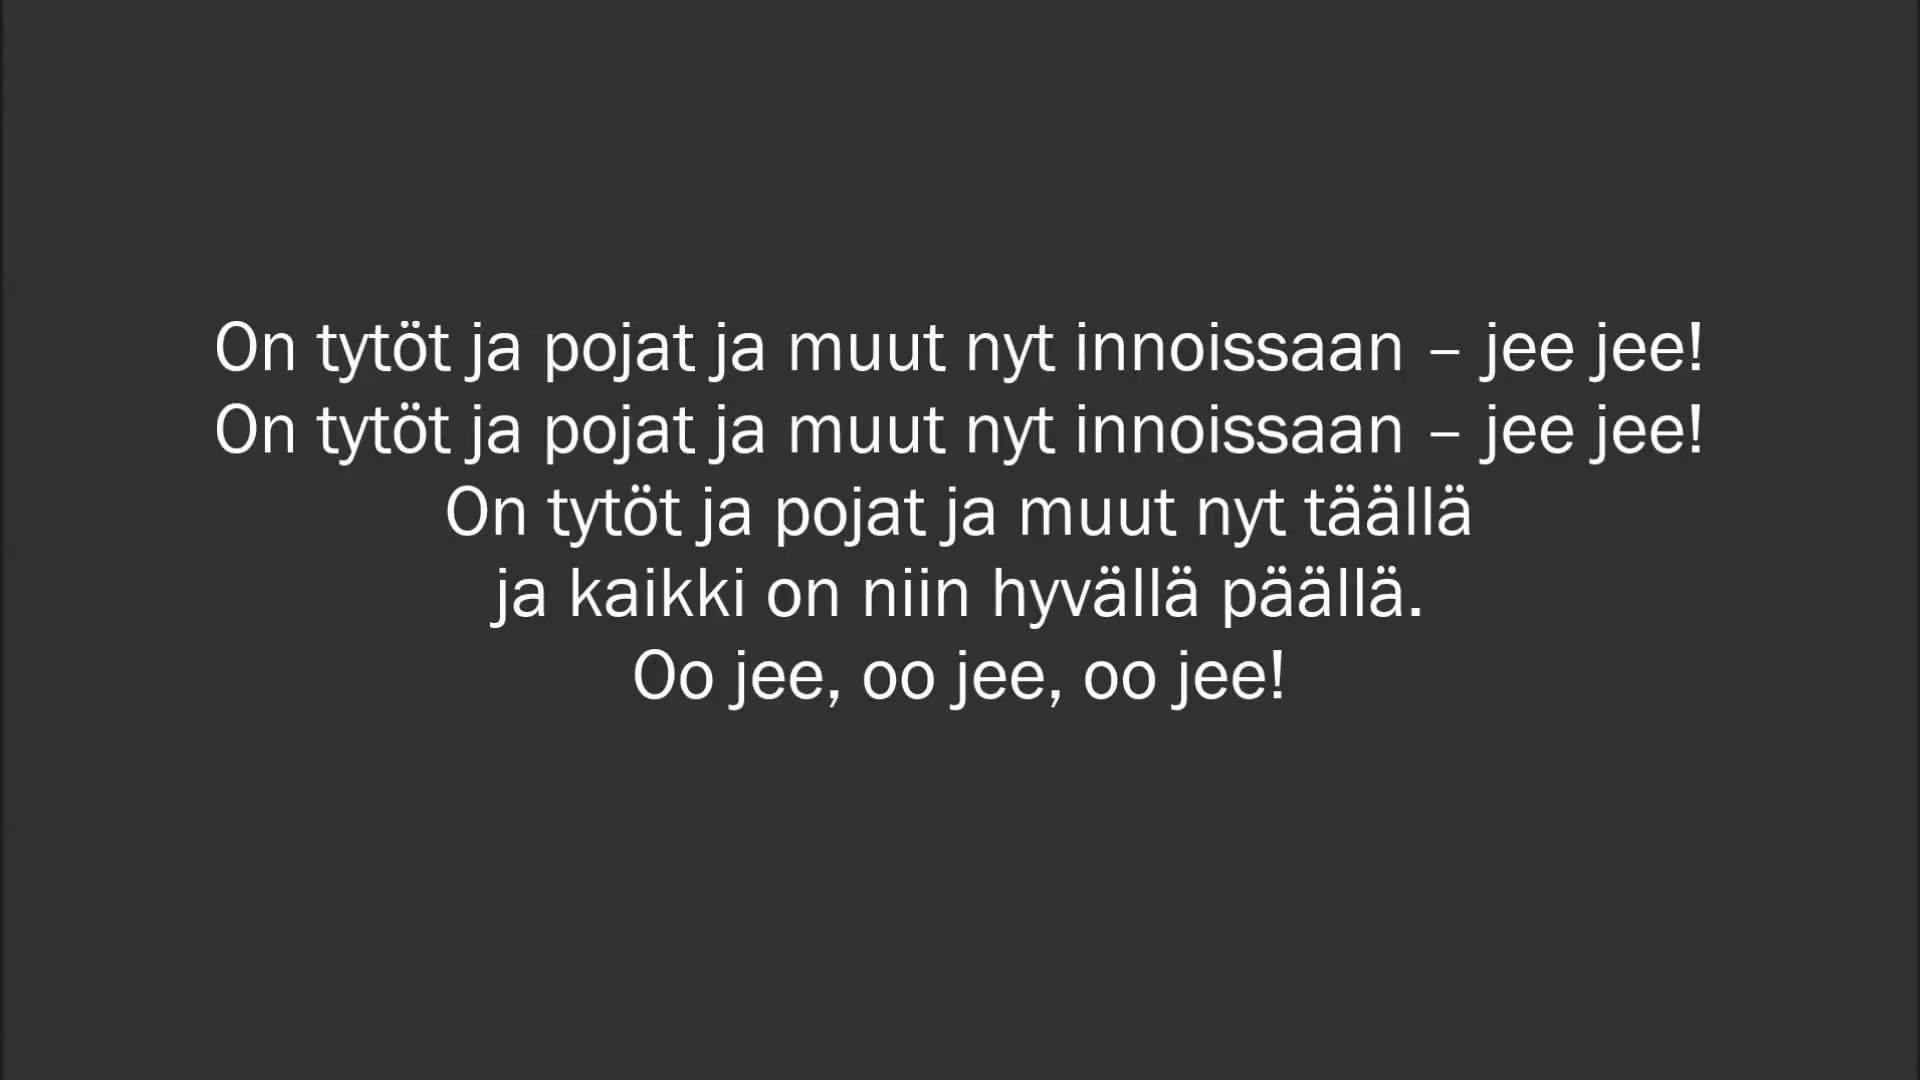 On tytöt ja pojat ja muut nyt innoissaan – jee jee!
On tytöt ja pojat ja muut nyt innoissaan – jee jee!
On tytöt ja pojat ja muut nyt täällä
ja kaikki on niin hyvällä päällä.
Oo jee, oo jee, oo jee!